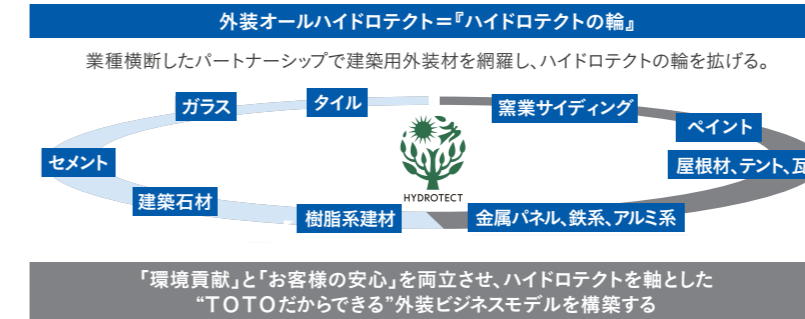 外装オールハイドロテクト＝『ハイドロテクトの輪』
業種横断したパートナーシップで建築用外装材を網羅し、ハイドロテクトの輪を拡げる。
ガラス
タイル
窯業サイディング
ペイント
セメント
屋根材、テント、瓦
建築石材
HYDROTECT
樹脂系建材
金属パネル、鉄系、アルミ系
「環境貢献」と「お客様の安心」を両立させ、ハイドロテクトを軸とした
“ＴＯＴＯだからできる”外装ビジネスモデルを構築する